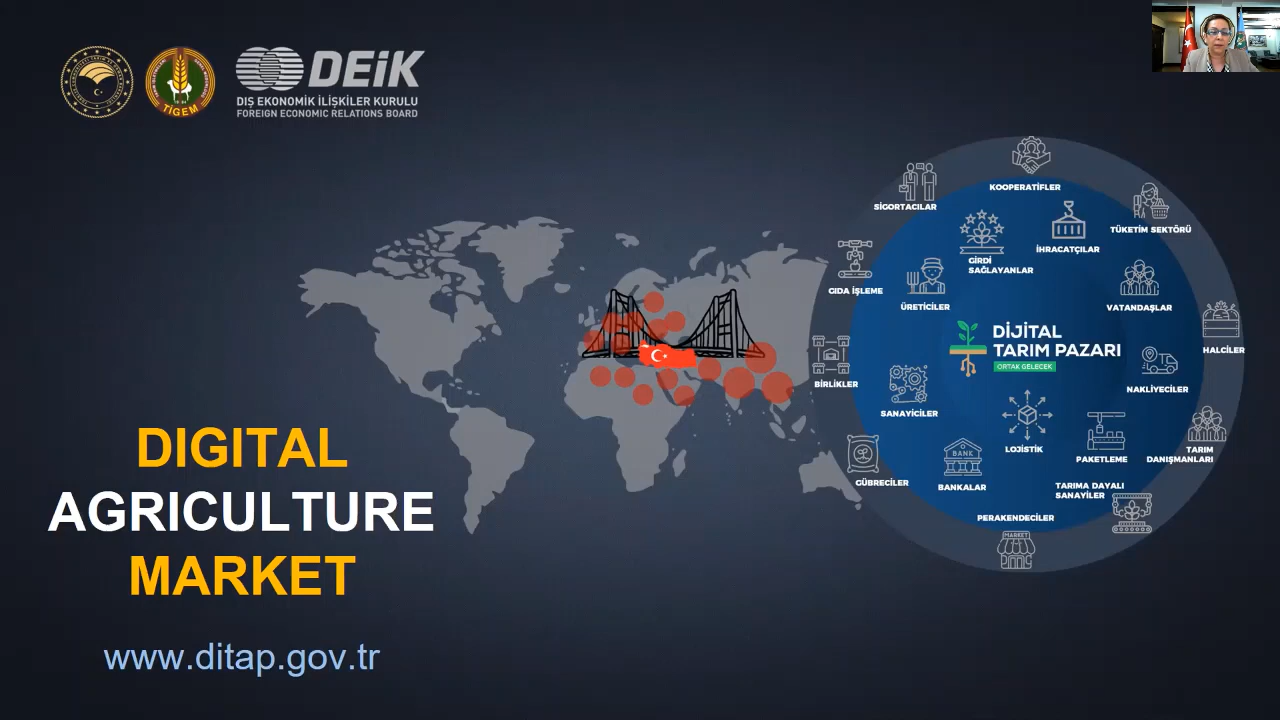 TİGEM
DEiK
DIŞ EKONOMİK İLİŞKİLER KURULU
FOREIGN ECONOMIC RELATIONS BOARD
DIGITAL
AGRICULTURE
MARKET
www.ditap.gov.tr
KOOPERATİFLER
SİGORTACILAR
TÜKETİM SEKTÖRÜ
İHRACATÇILAR
GİRDİ
SAĞLAYANLAR
GIDA İŞLEME
ÜRETİCİLER
VATANDAŞLAR
DİJİTAL
TARIM PAZARI
ORTAK GELECEK
HALCİLER
BİRLİKLER
NAKLİYECİLER
SANAYİCİLER
LOJİSTİK
PAKETLEME
TARIM
DANIŞMANLARI
BANK
GÜBRECİLER
BANKALAR
TARIMA DAYALI
SANAYİLER
PERAKENDECİLER
MARKET